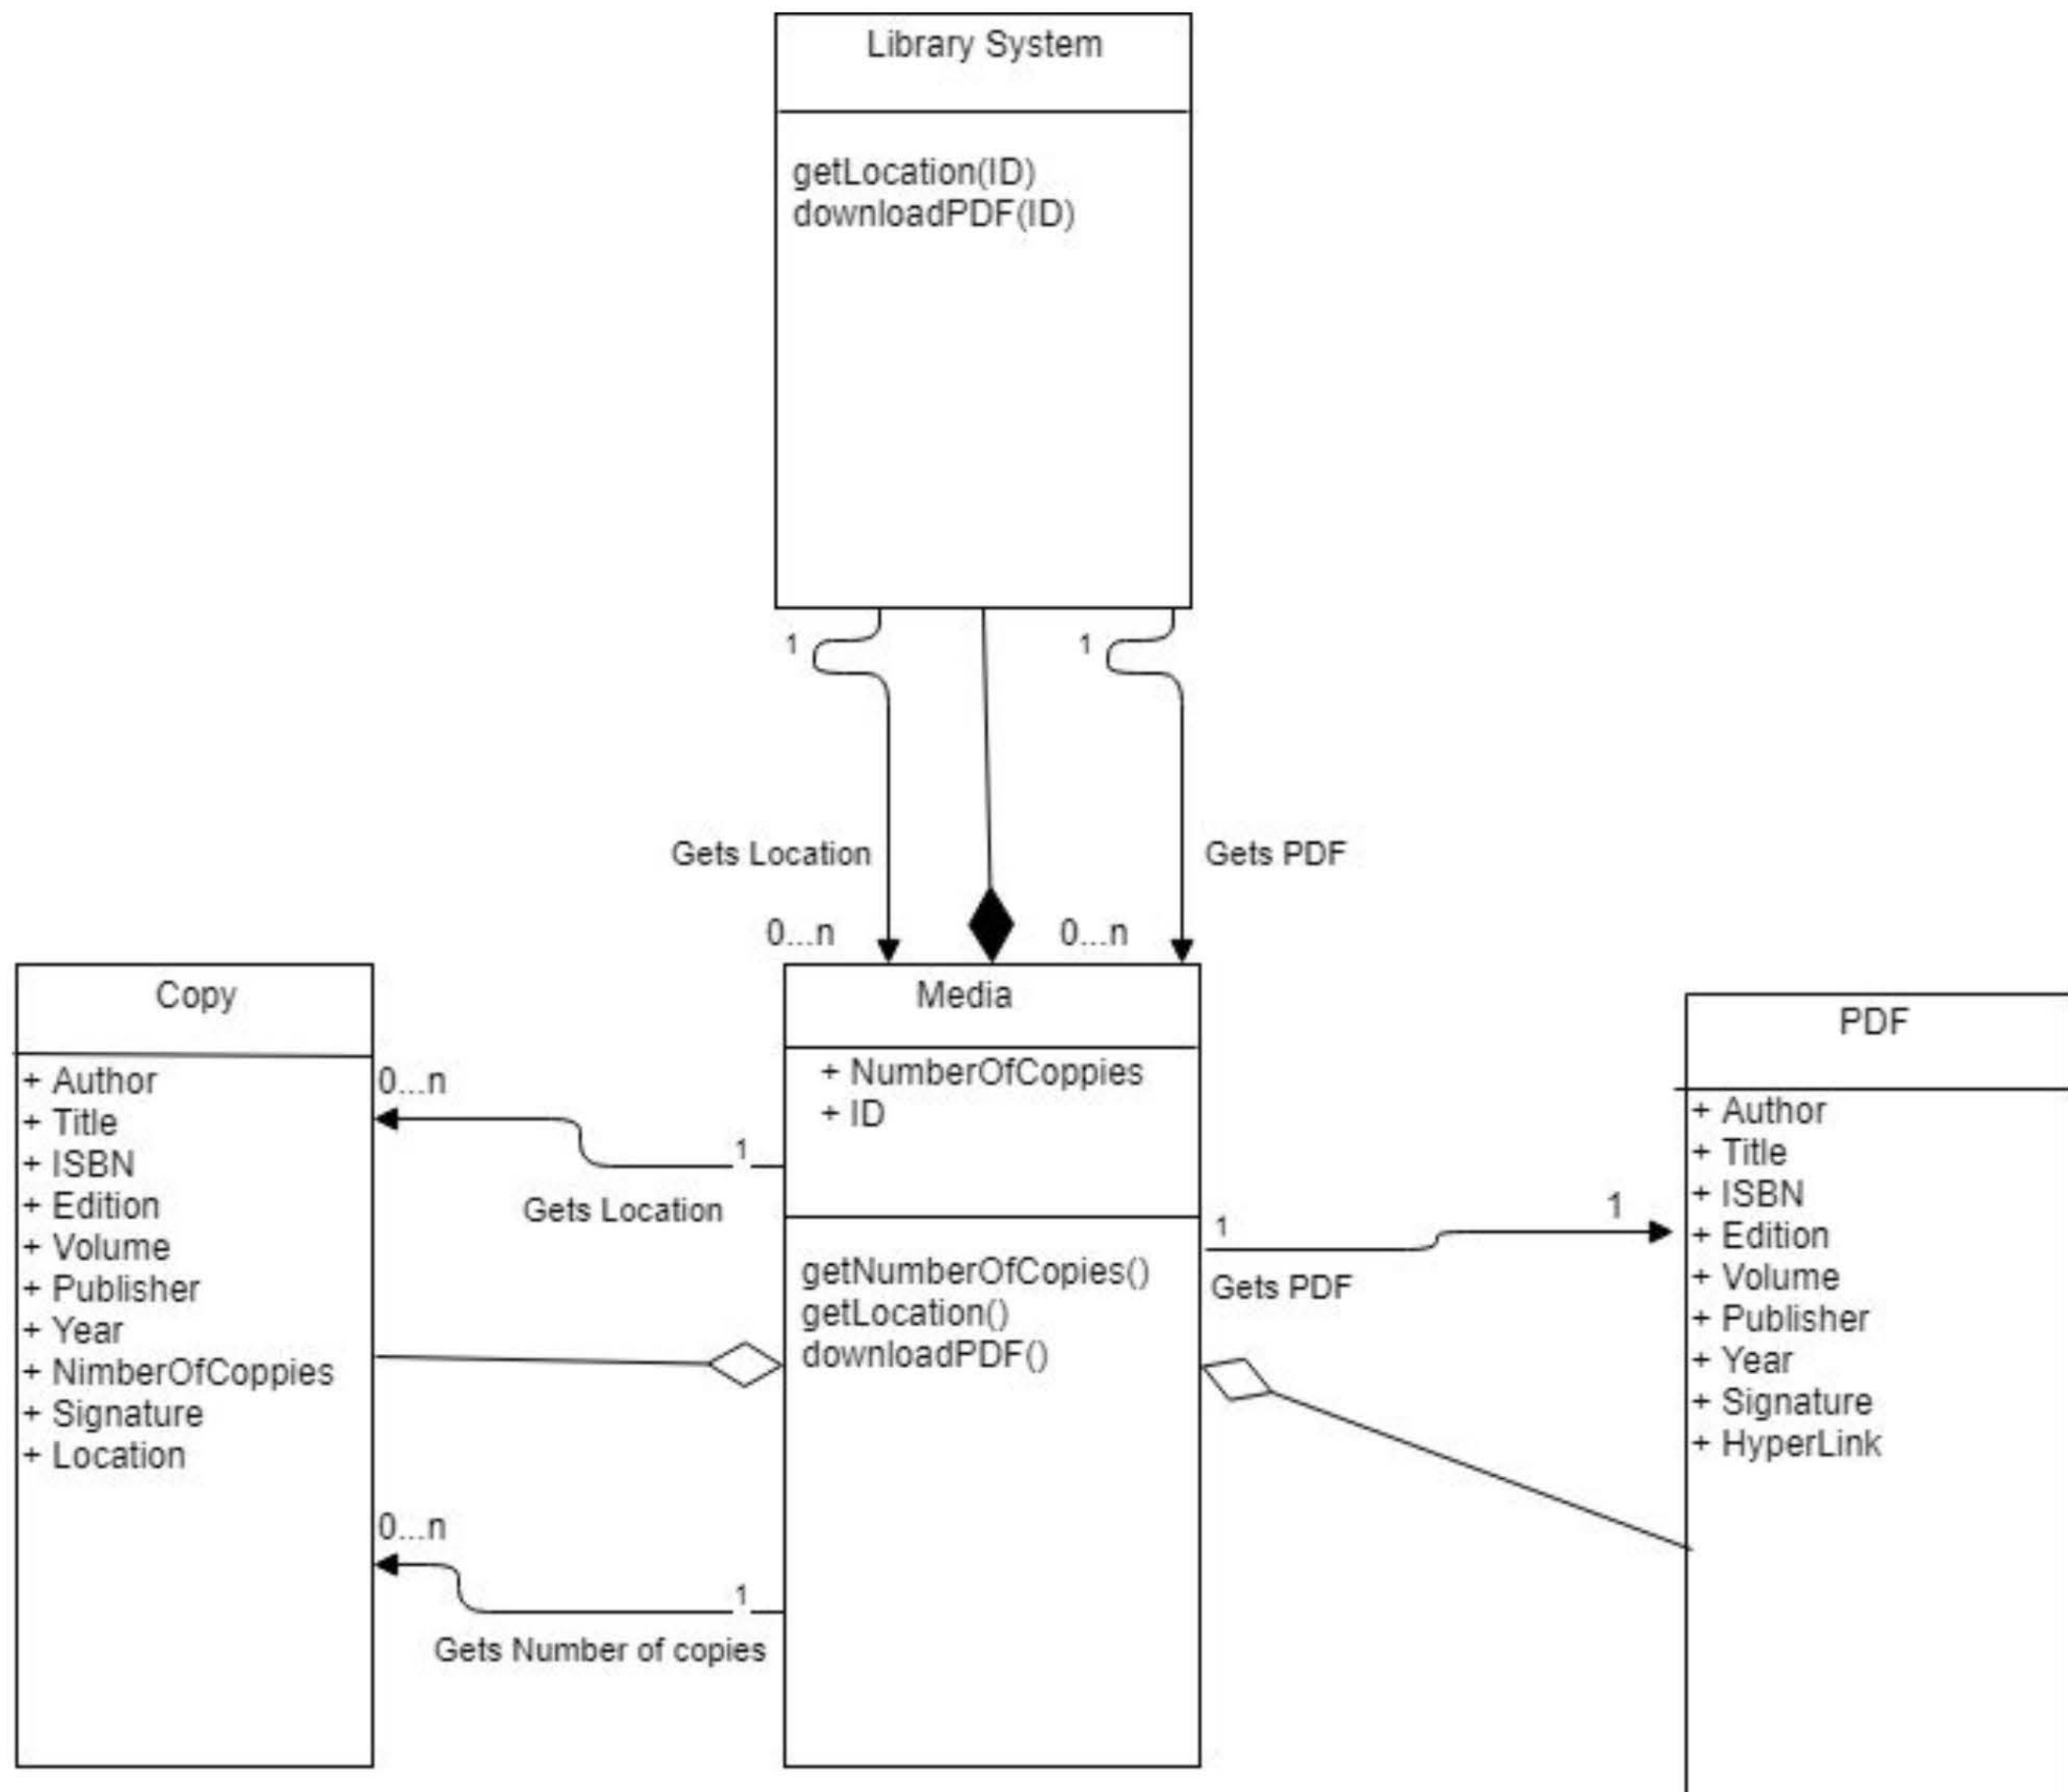 Library System
getLocation(ID)
downloadPDF(ID)
1
1
Gets Location
Gets PDF
0...n
0...n
Copy
+ Author
+ Title
+ ISBN
+ Edition
+ Volume
+ Publisher
+ Year
+ NimberOfCoppies
+ Signature
+ Location
0...n
1
Gets Location
0...n
1
Gets Number of copies
Media
+ NumberOfCoppies
+ ID
getNumberOfCopies()
getLocation()
downloadPDF()
1
1
Gets PDF
PDF
+ Author
+ Title
+ ISBN
+ Edition
+ Volume
+ Publisher
+ Year
+ Signature
+ HyperLink